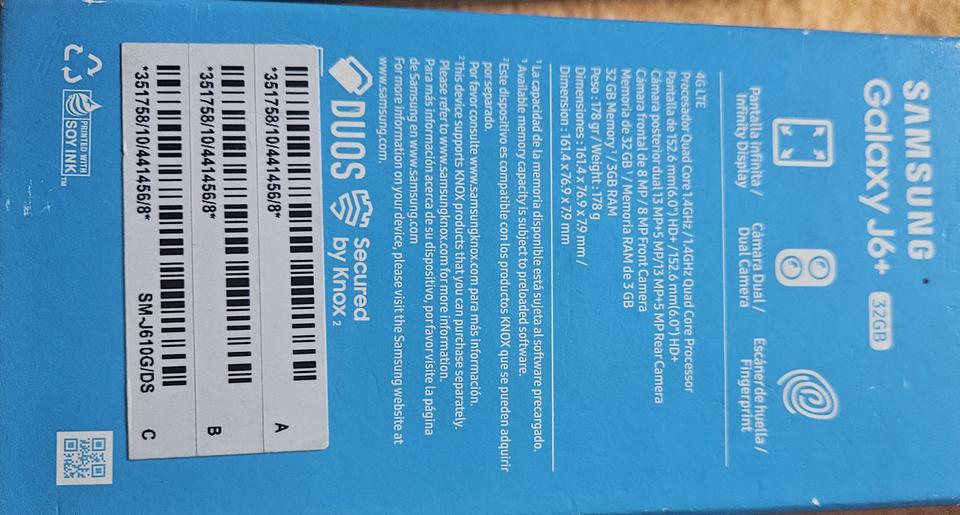 SAMSUNG
Galaxy J6+ 32GB
Pantalla infinita /
Infinity Display
Cámara Dual /
Dual Camera
Escáner de huella /
Fingerprint
4G LTE
Procesador Quad Core 1.4GHz / 1.4GHz Quad Core Processor
Pantalla de 152.6 mm(6.0") HD+ / 152.6 mm(6.0") HD+
Cámara posterior dual 13 MP+5 MP/13 MP+5 MP Rear Camera
Cámara frontal de 8 MP / 8 MP Front Camera
Memoria de 32 GB¹ / Memoria RAM de 3 GB
32 GB Memory¹ / 3GB RAM
Peso : 178 gr / Weight : 178 g
Dimensiones : 161.4 x 76.9 x 7.9 mm /
Dimension : 161.4 x 76.9 x 7.9 mm
¹La capacidad de la memoria disponible está sujeta al software precargado.
¹Available memory capacity is subject to preloaded software.
²Este dispositivo es compatible con los productos KNOX que se pueden adquirir
por separado.
Por favor consulte www.samsungknox.com para más información.
²This device supports KNOX products that you can purchase separately.
Please refer to www.samsungknox.com for more information.
Para más información acerca de su dispositivo, por favor visite la página
de Samsung en www.samsung.com
For more information on your device, please visit the Samsung website at
www.samsung.com.
DUOS
Secured
by Knox 2
*351758/10/441456/8* A
*351758/10/441456/8* B
*351758/10/441456/8* SM-J610G/DS C
PRINTED WITH
SOY INK™